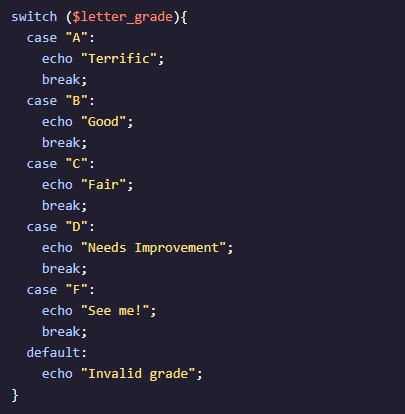 switch ($letter_grade){
  case "A":
    echo "Terrific";
    break;
  case "B":
    echo "Good";
    break;
  case "C":
    echo "Fair";
    break;
  case "D":
    echo "Needs Improvement";
    break;
  case "F":
    echo "See me!";
    break;
  default:
    echo "Invalid grade";
}